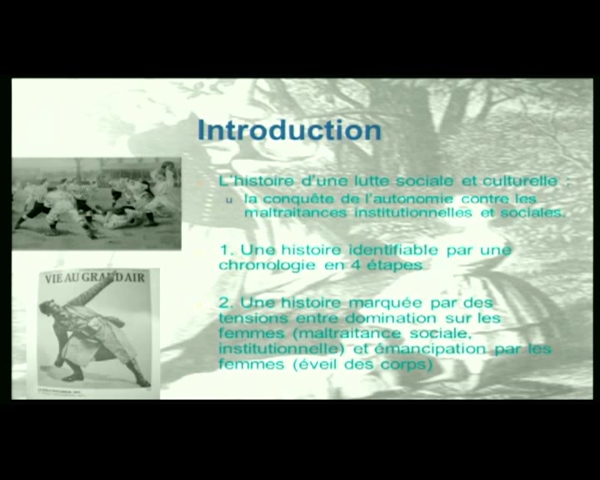 Introduction
L'histoire d'une lutte sociale et culturelle :
u la conquête de l'autonomie contre les
maltraitances institutionnelles et sociales.
1. Une histoire identifiable par une
chronologie en 4 étapes
2. Une histoire marquée par des
tensions entre domination sur les
femmes (maltraitance sociale,
institutionnelle) et émancipation par les
femmes (éveil des corps)
VIE AU GRAND AIR